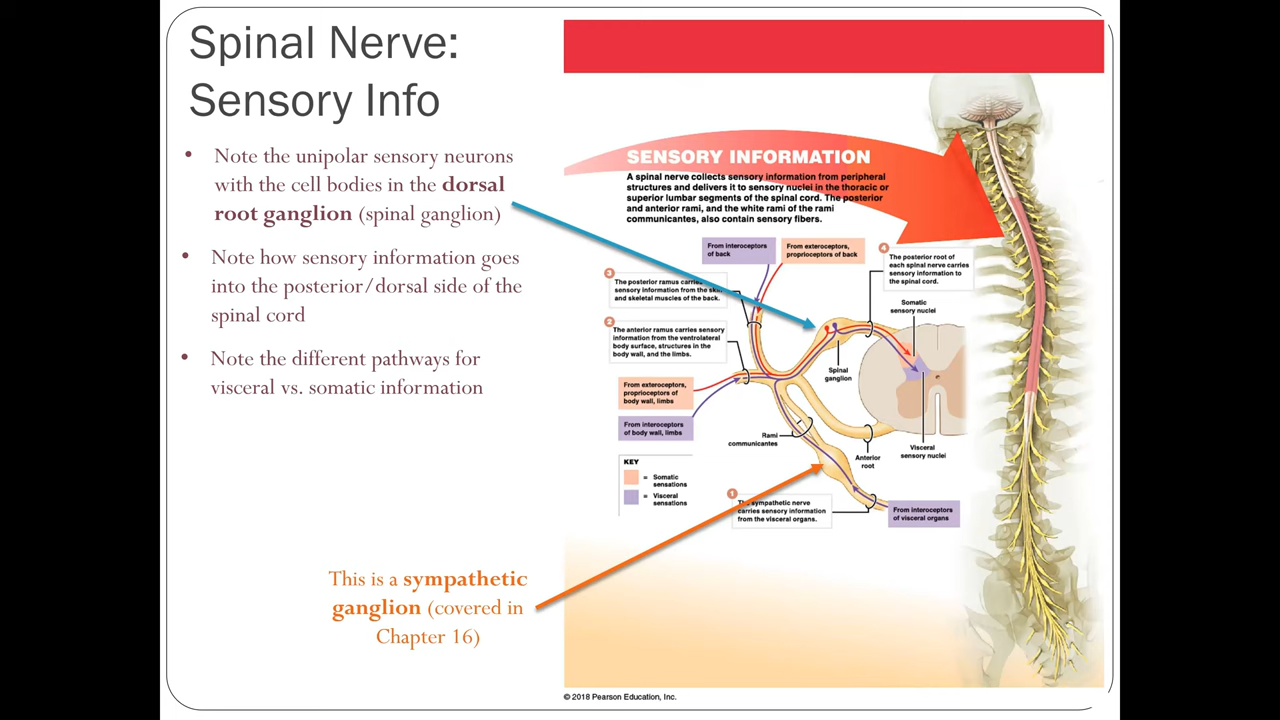 Spinal Nerve:
Sensory Info
• Note the unipolar sensory neurons
with the cell bodies in the dorsal
root ganglion (spinal ganglion)
• Note how sensory information goes
into the posterior/dorsal side of the
spinal cord
• Note the different pathways for
visceral vs. somatic information
This is a sympathetic
ganglion (covered in
Chapter 16)
SENSORY INFORMATION
A spinal nerve collects sensory information from peripheral
structures and delivers it to sensory nuclei in the thoracic or
superior lumbar segments of the spinal cord. The posterior
and anterior rami, and the white rami of the rami
communicantes, also contain sensory fibers.
From interoceptors
of back
From exteroceptors,
proprioceptors of back
4
The posterior root of
each spinal nerve carries
sensory information to
the spinal cord.
3
The posterior ramus carries
sensory information from the skin
and skeletal muscles of the back.
Somatic
sensory nuclei
2
The anterior ramus carries sensory
information from the ventrolateral
body surface, structures in the
body wall, and the limbs.
Spinal
ganglion
From exteroceptors,
proprioceptors of
body wall, limbs
From interoceptors
of body wall, limbs
Rami
communicantes
Anterior
root
Visceral
sensory nuclei
KEY
= Somatic
sensations
= Visceral
sensations
1
The sympathetic nerve
carries sensory information
from the visceral organs.
From interoceptors
of visceral organs
© 2018 Pearson Education, Inc.